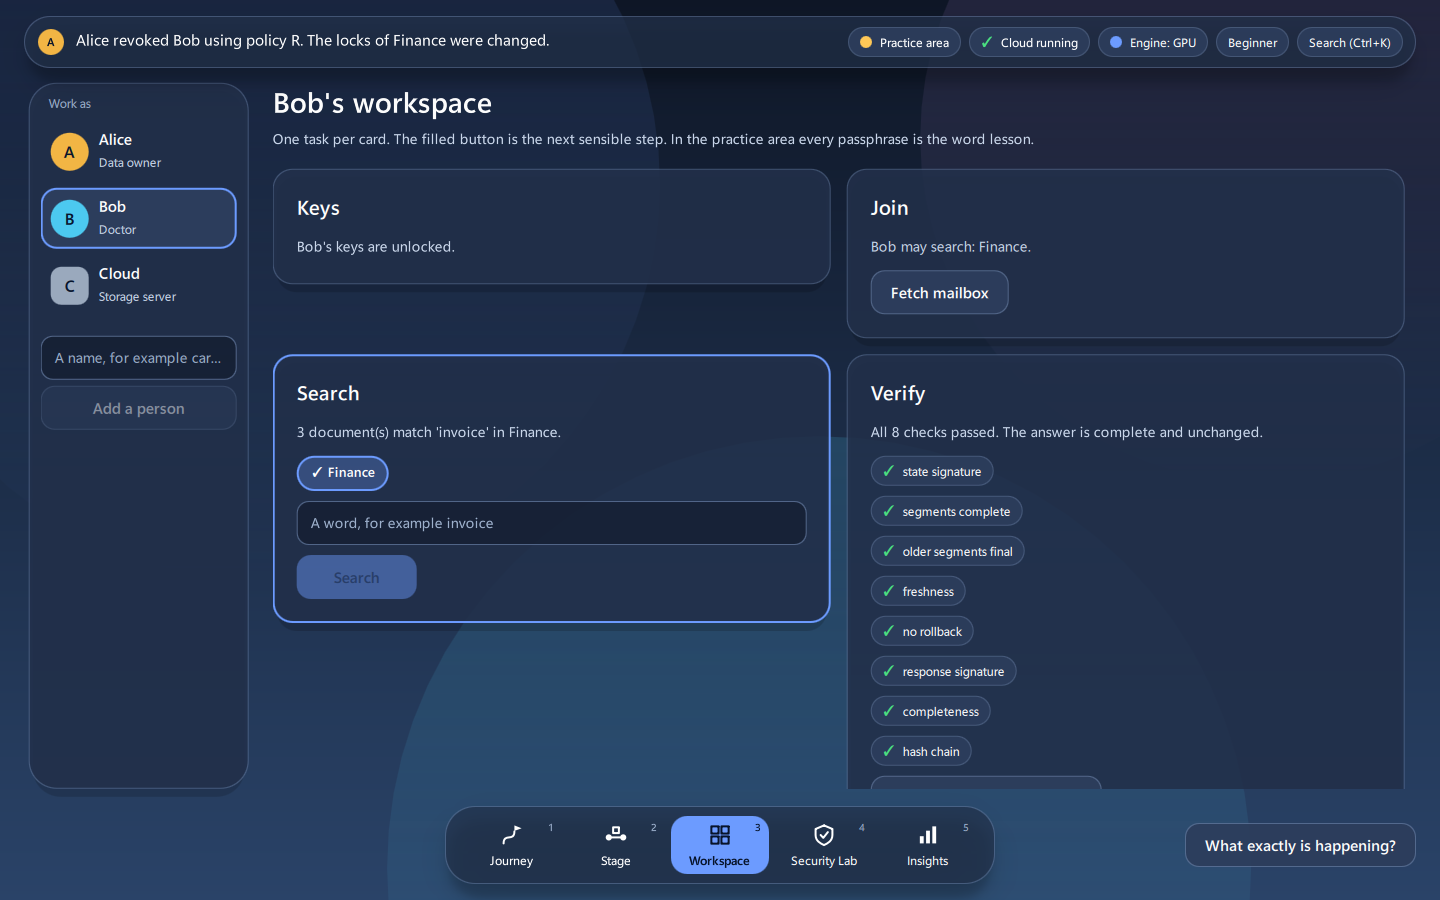 A Alice revoked Bob using policy R. The locks of Finance were changed.
Practice area
✓ Cloud running
Engine: GPU
Beginner
Search (Ctrl+K)
Work as
A Alice
Data owner
B Bob
Doctor
C Cloud
Storage server
A name, for example car...
Add a person
Bob's workspace
One task per card. The filled button is the next sensible step. In the practice area every passphrase is the word lesson.
Keys
Bob's keys are unlocked.
Join
Bob may search: Finance.
Fetch mailbox
Search
3 document(s) match 'invoice' in Finance.
✓ Finance
A word, for example invoice
Search
Verify
All 8 checks passed. The answer is complete and unchanged.
✓ state signature
✓ segments complete
✓ older segments final
✓ freshness
✓ no rollback
✓ response signature
✓ completeness
✓ hash chain
Journey 1
Stage 2
Workspace 3
Security Lab 4
Insights 5
What exactly is happening?